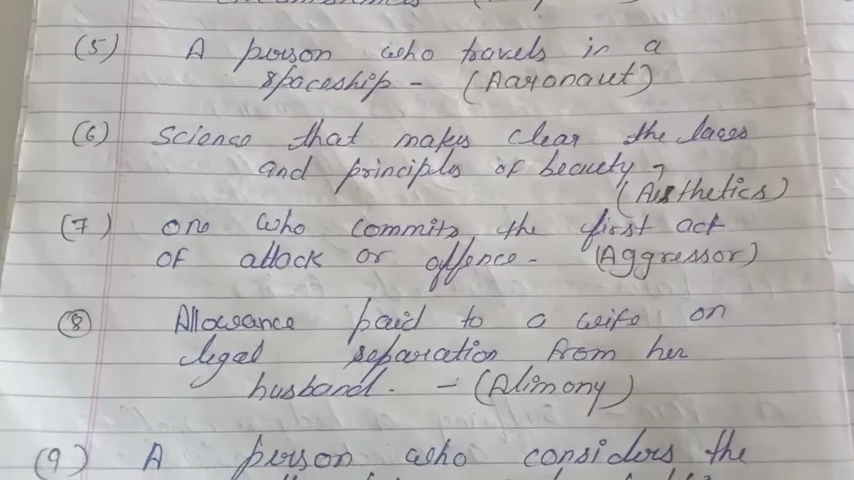 (5) A person who travels in a
spaceship - (Aaronaut)
(6) Science that makes clear the laws
and principles of beauty -
(Aesthetics)
(7) one who commits the first act
of attack or offence - (Aggressor)
(8) Allowance paid to a wife on
legal separation from her
husband. - (Alimony)
(9) A person who considers the